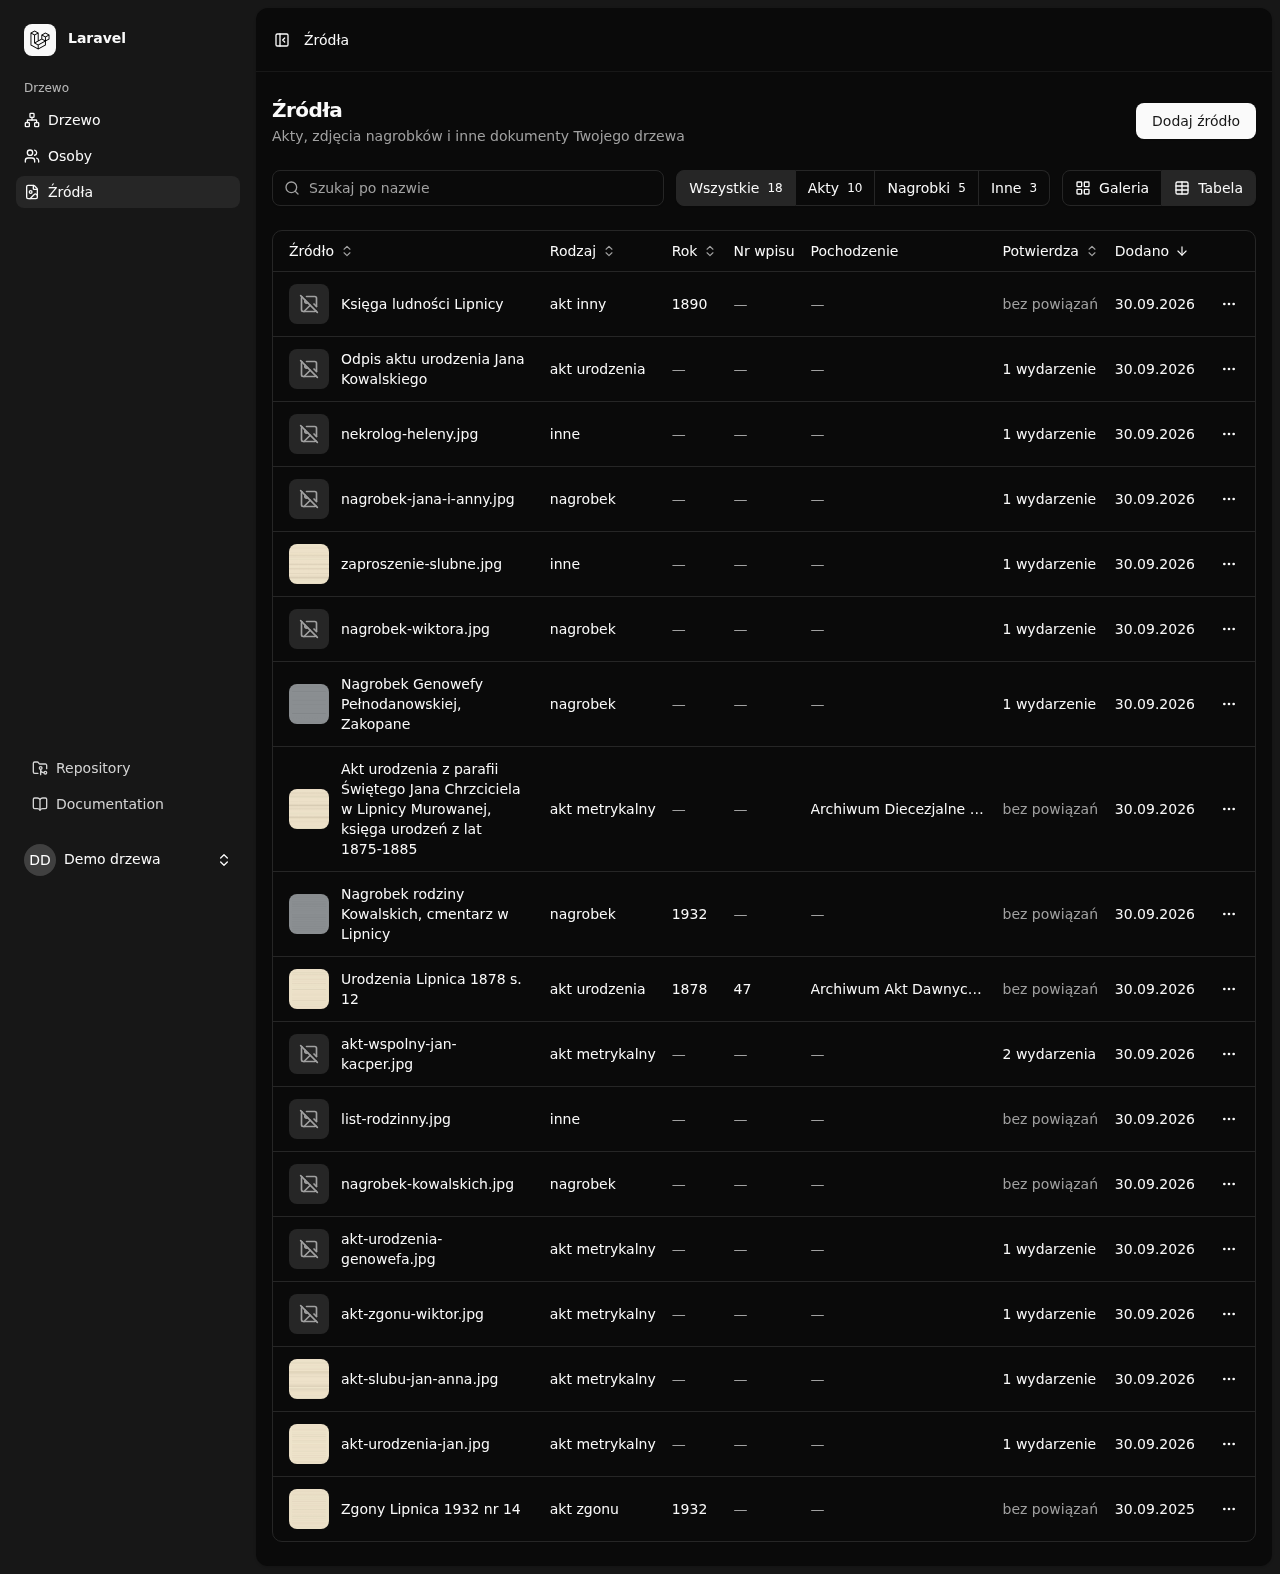 Laravel
Drzewo
Drzewo
Osoby
Źródła
Repository
Documentation
DD Demo drzewa
Źródła
Źródła
Akty, zdjęcia nagrobków i inne dokumenty Twojego drzewa
Dodaj źródło
Szukaj po nazwie
Wszystkie 18 Akty 10 Nagrobki 5 Inne 3
Galeria Tabela
Źródło Rodzaj Rok Nr wpisu Pochodzenie Potwierdza Dodano
Księga ludności Lipnicy akt inny 1890 — — bez powiązań 30.09.2026
Odpis aktu urodzenia Jana
Kowalskiego akt urodzenia — — — 1 wydarzenie 30.09.2026
nekrolog-heleny.jpg inne — — — 1 wydarzenie 30.09.2026
nagrobek-jana-i-anny.jpg nagrobek — — — 1 wydarzenie 30.09.2026
zaproszenie-slubne.jpg inne — — — 1 wydarzenie 30.09.2026
nagrobek-wiktora.jpg nagrobek — — — 1 wydarzenie 30.09.2026
Nagrobek Genowefy
Pełnodanowskiej,
Zakopane nagrobek — — — 1 wydarzenie 30.09.2026
Akt urodzenia z parafii
Świętego Jana Chrzciciela
w Lipnicy Murowanej,
księga urodzeń z lat
1875-1885 akt metrykalny — — Archiwum Diecezjalne … bez powiązań 30.09.2026
Nagrobek rodziny
Kowalskich, cmentarz w
Lipnicy nagrobek 1932 — — bez powiązań 30.09.2026
Urodzenia Lipnica 1878 s.
12 akt urodzenia 1878 47 Archiwum Akt Dawnyc… bez powiązań 30.09.2026
akt-wspolny-jan-
kacper.jpg akt metrykalny — — — 2 wydarzenia 30.09.2026
list-rodzinny.jpg inne — — — bez powiązań 30.09.2026
nagrobek-kowalskich.jpg nagrobek — — — bez powiązań 30.09.2026
akt-urodzenia-
genowefa.jpg akt metrykalny — — — 1 wydarzenie 30.09.2026
akt-zgonu-wiktor.jpg akt metrykalny — — — 1 wydarzenie 30.09.2026
akt-slubu-jan-anna.jpg akt metrykalny — — — 1 wydarzenie 30.09.2026
akt-urodzenia-jan.jpg akt metrykalny — — — 1 wydarzenie 30.09.2026
Zgony Lipnica 1932 nr 14 akt zgonu 1932 — — bez powiązań 30.09.2025